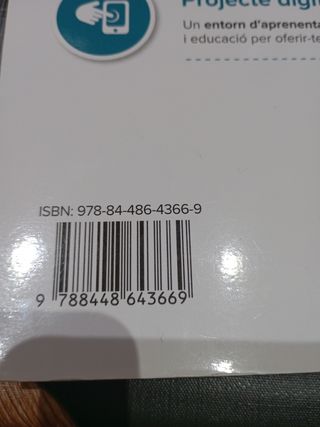 Projecte digi
Un entorn d'aprenenta
i educació per oferir-te
ISBN: 978-84-486-4366-9
9 788448 643669